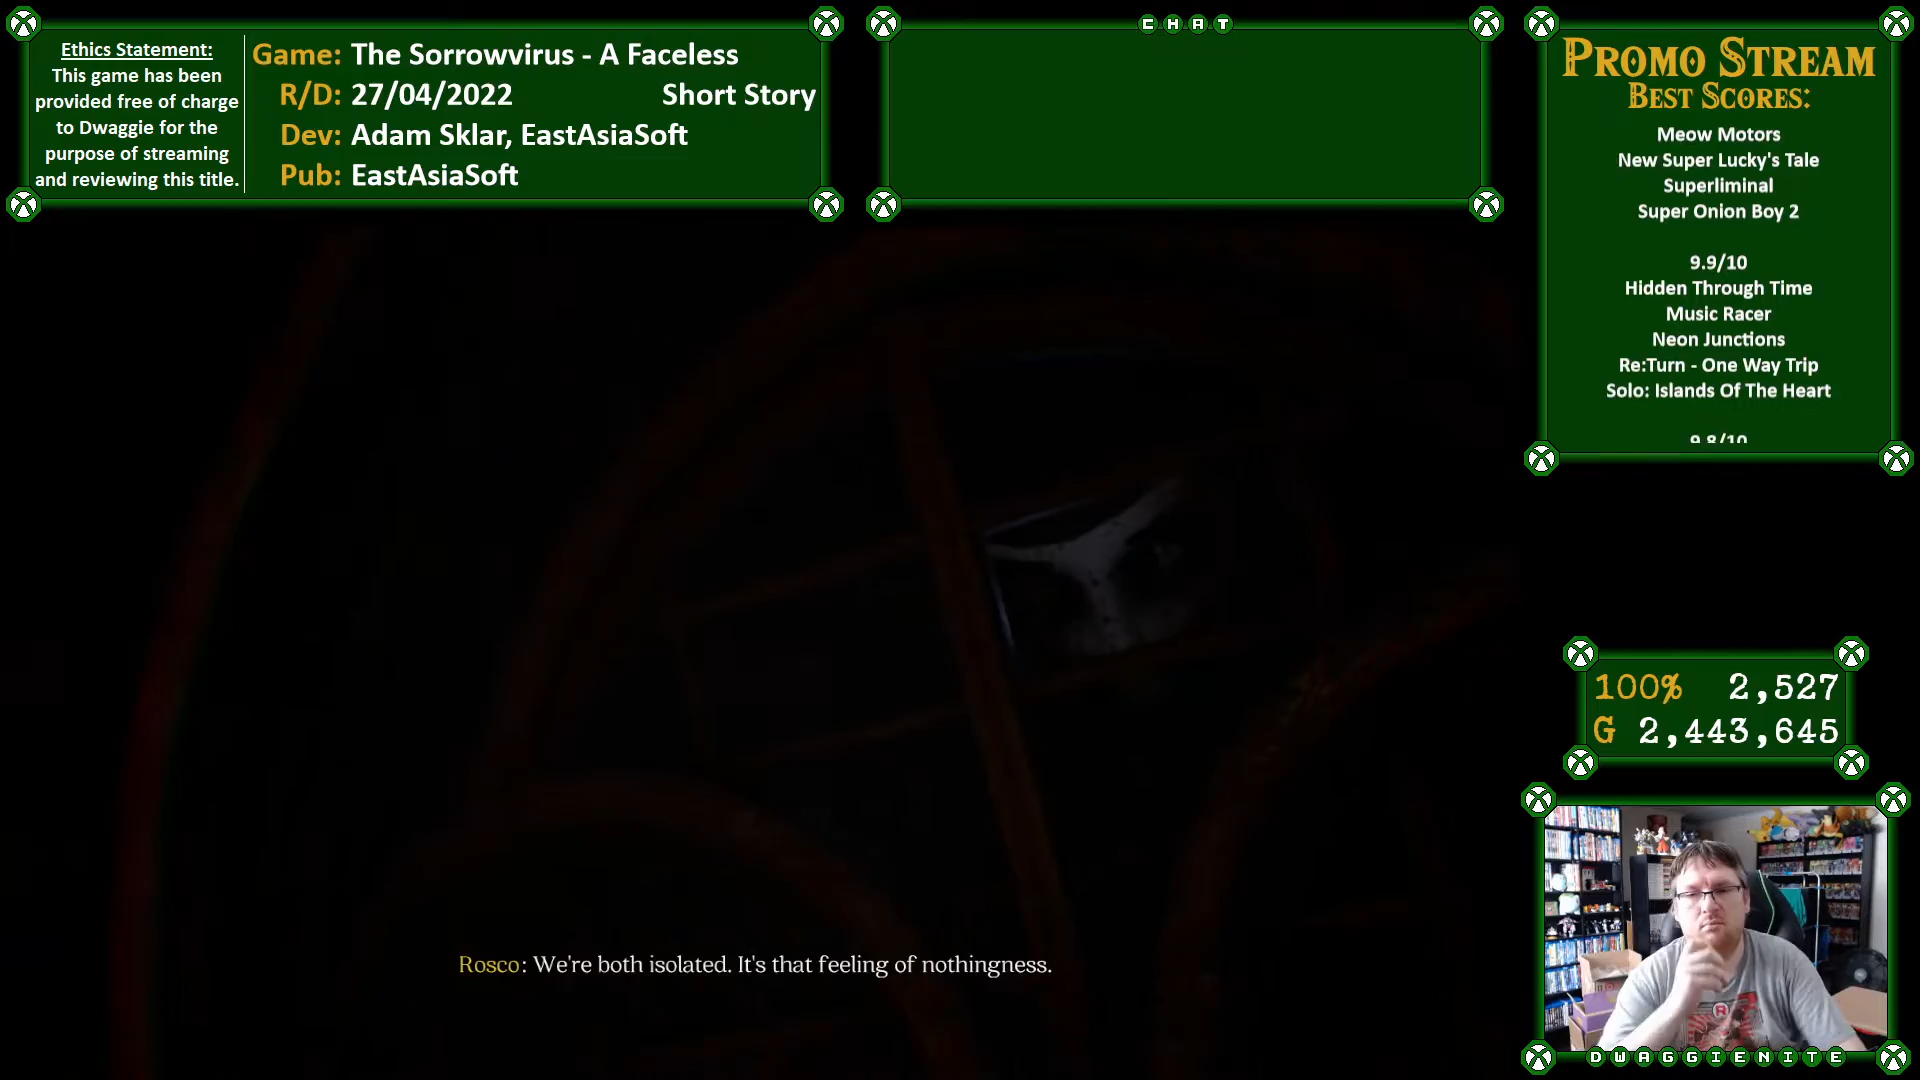 Ethics Statement:
This game has been
provided free of charge
to Dwaggie for the
purpose of streaming
and reviewing this title.
Game: The Sorrowvirus - A Faceless
R/D: 27/04/2022 Short Story
Dev: Adam Sklar, EastAsiaSoft
Pub: EastAsiaSoft
CHAT
Promo Stream
Best Scores:
Meow Motors
New Super Lucky's Tale
Superliminal
Super Onion Boy 2
9.9/10
Hidden Through Time
Music Racer
Neon Junctions
Re:Turn - One Way Trip
Solo: Islands Of The Heart
9.8/10
100% 2,527
G 2,443,645
Rosco: We're both isolated. It's that feeling of nothingness.
DWAGGIENITE